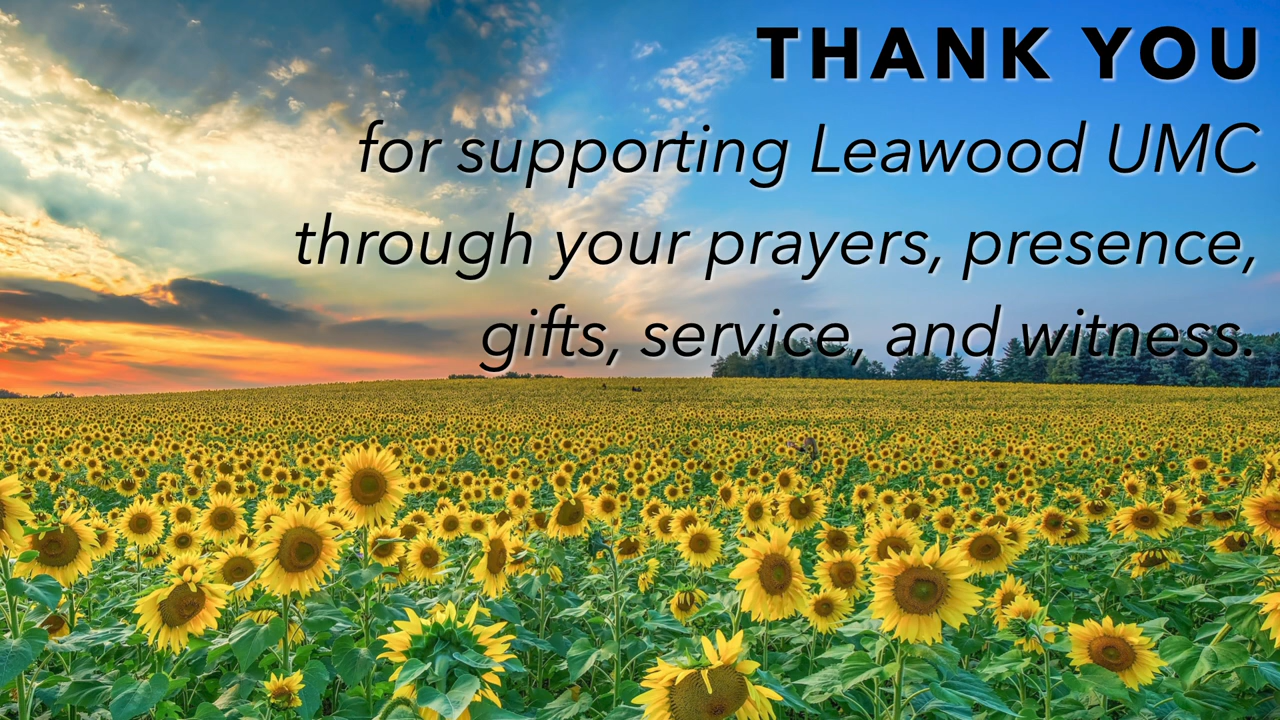 THANK YOU
for supporting Leawood UMC
through your prayers, presence,
gifts, service, and witness.